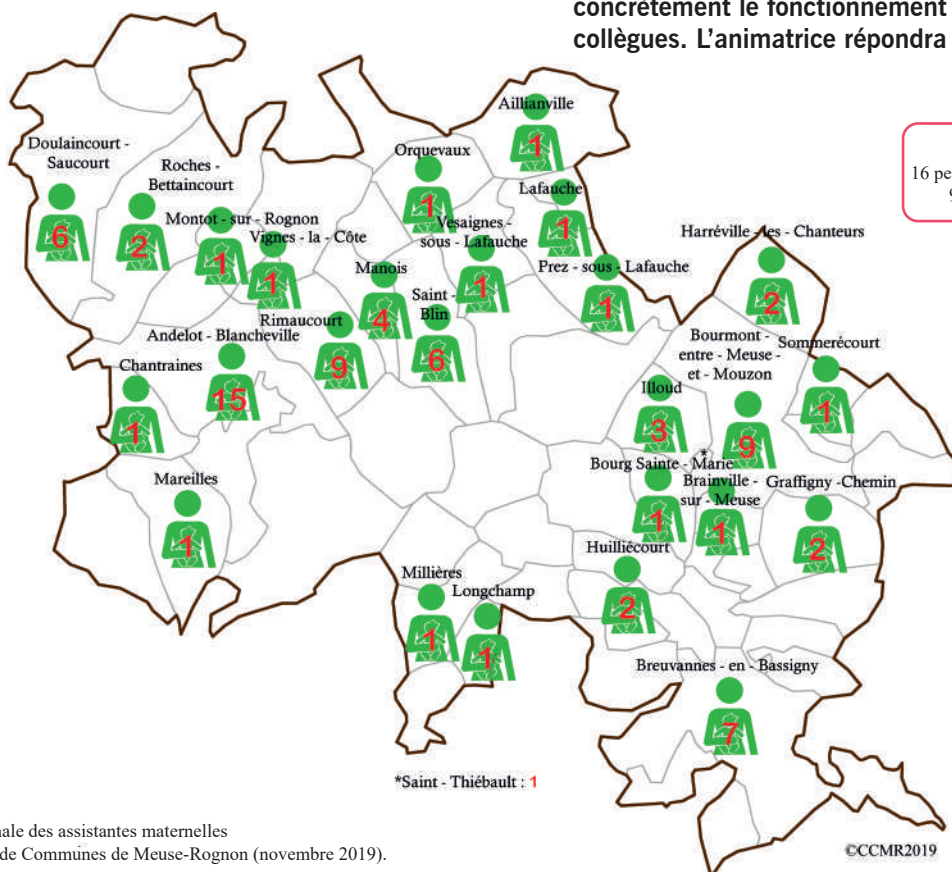 concrètement le fonctionnement
collègues. L'animatrice répondra
16 pe
9
Aillianville
1
Doulaincourt -
Saucourt
6
Roches -
Bettaincourt
2
Orquevaux
1
Lafauche
1
Montot - sur - Rognon
1
Vignes - la - Côte
1
Vesaignes -
sous - Lafauche
1
Harréville - les - Chanteurs
2
Manois
4
Prez - sous - Lafauche
1
Saint -
Blin
6
Rimaucourt
9
Andelot - Blancheville
15
Bourmont -
entre - Meuse -
et - Mouzon
9
Sommerécourt
1
Chantraines
1
Illoud
3
*
Bourg Sainte - Marie
1
Brainville -
sur - Meuse
1
Graffigny -Chemin
2
Mareilles
1
Huilliécourt
2
Millières
1
Longchamp
1
Breuvannes - en - Bassigny
7
*Saint - Thiébault : 1
nale des assistantes maternelles
de Communes de Meuse-Rognon (novembre 2019).
©CCMR2019